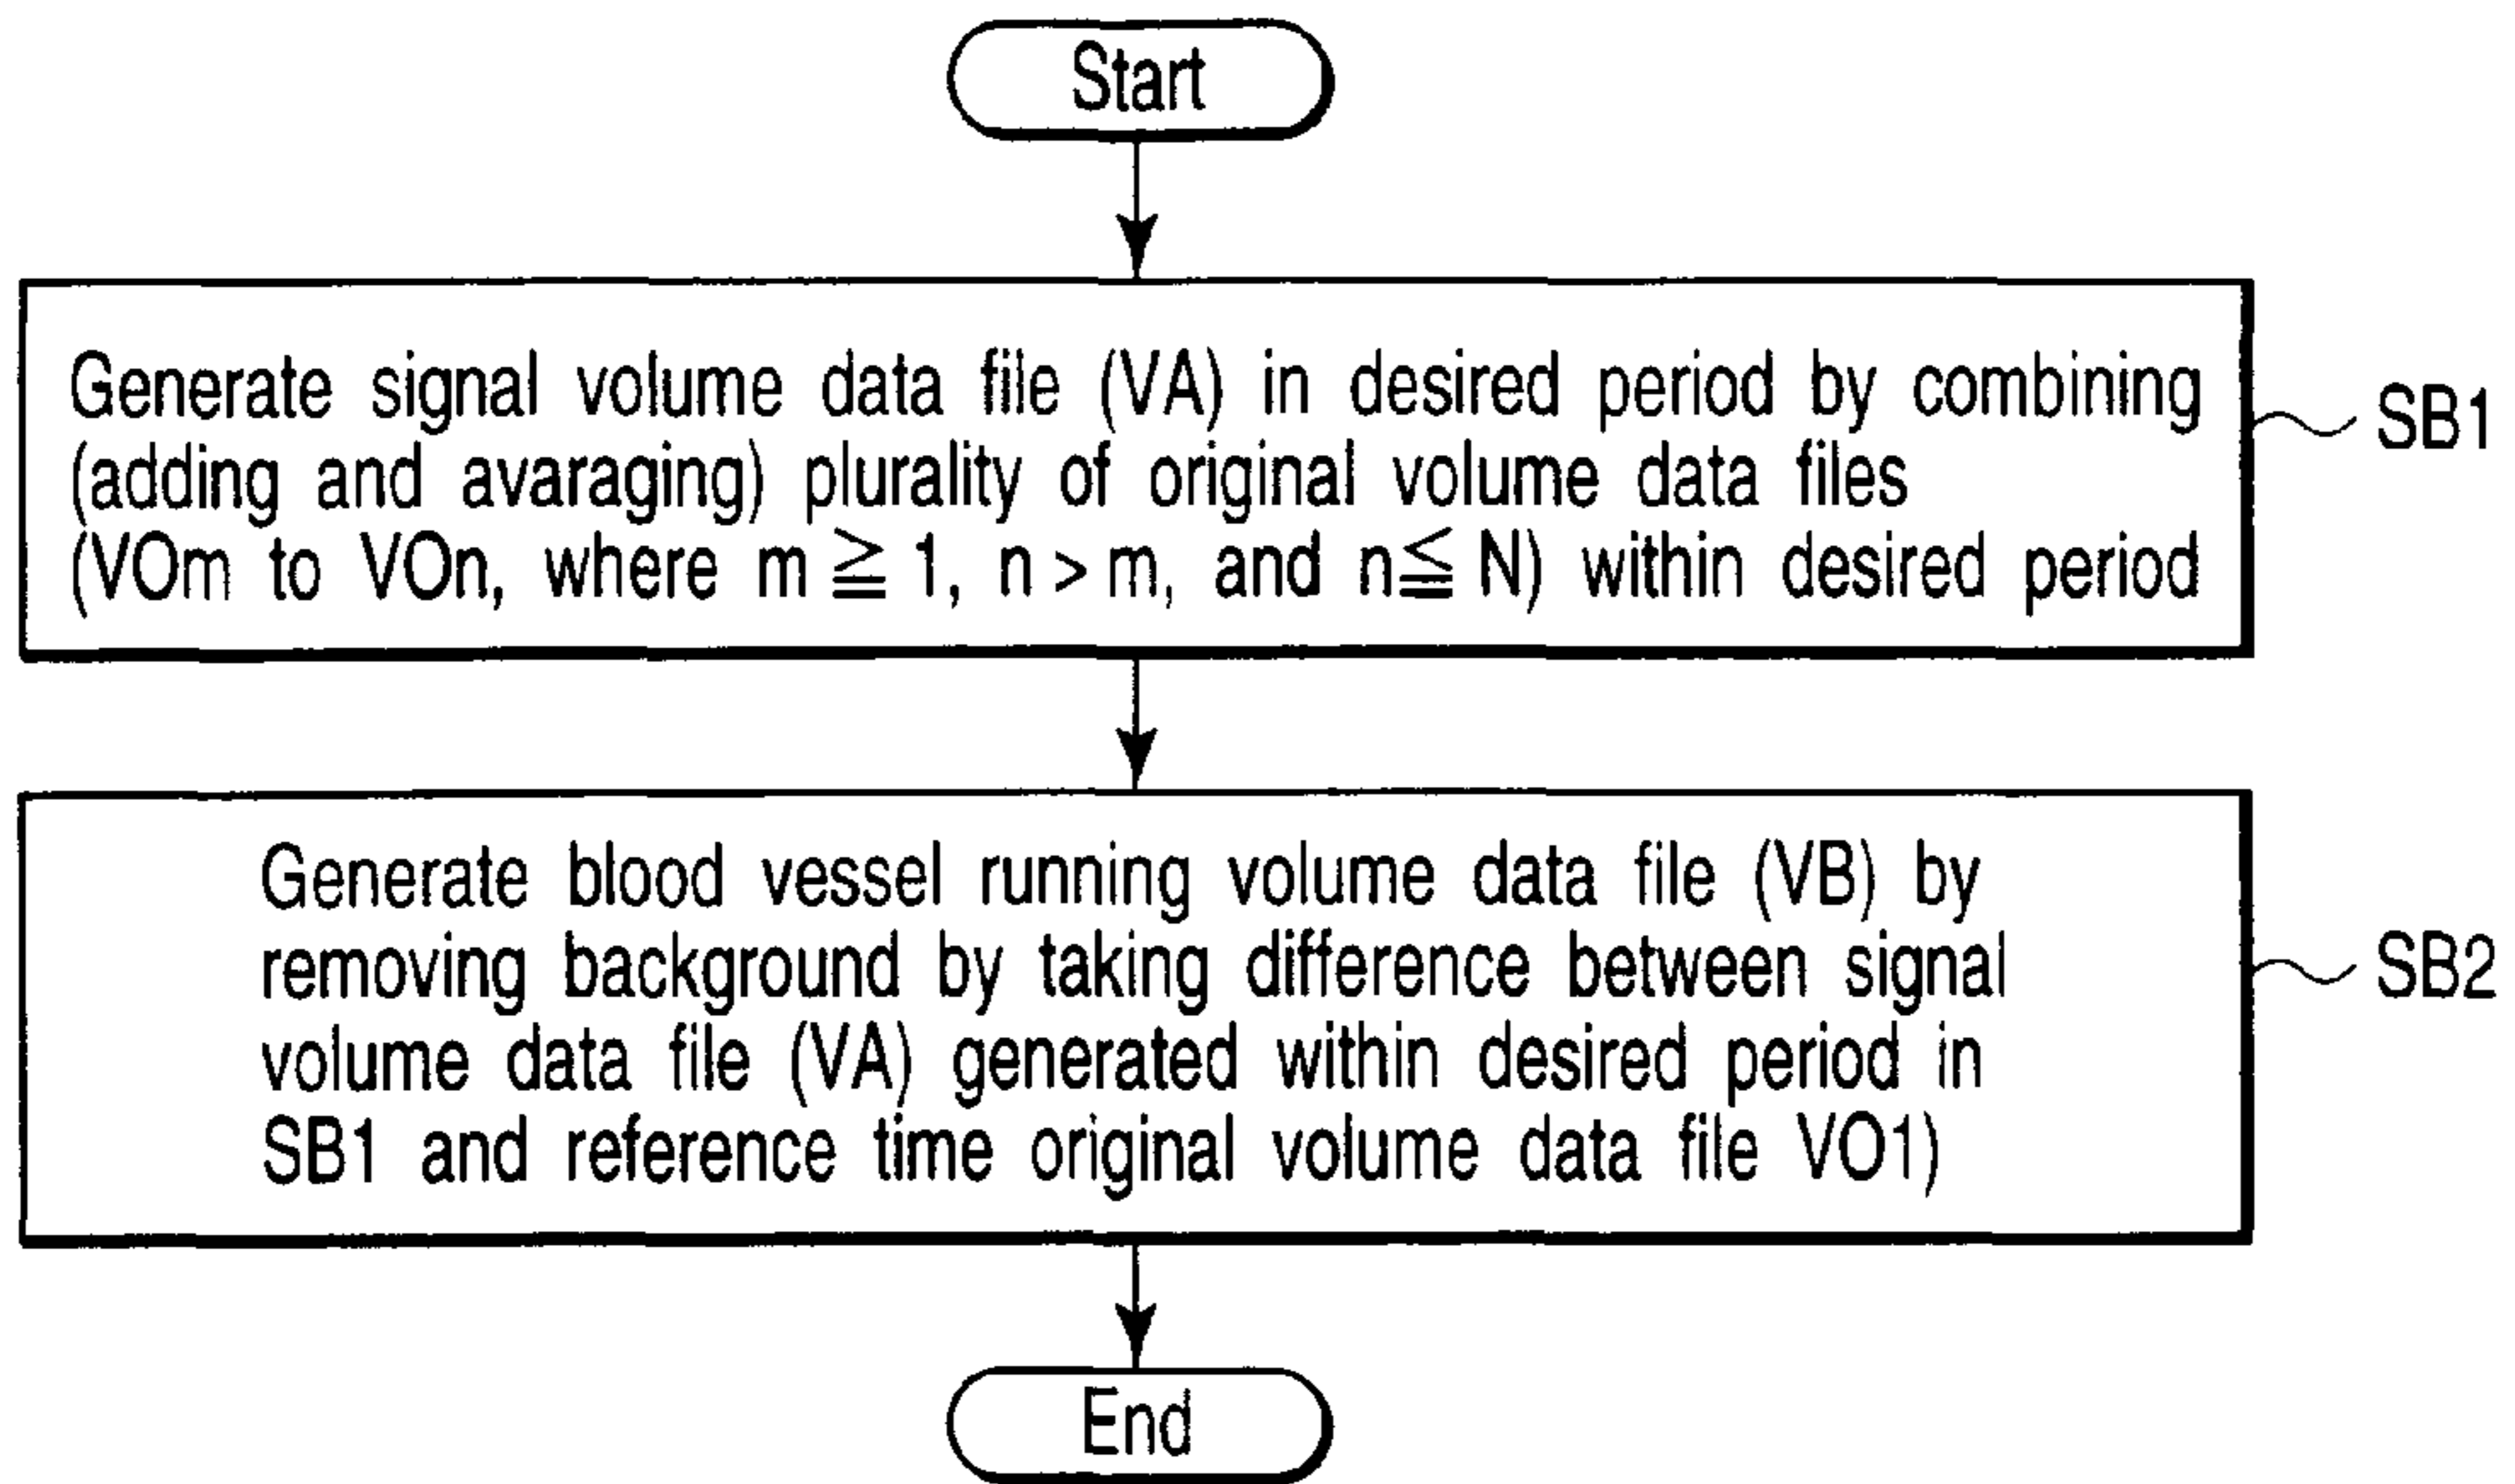 Start
Generate signal volume data file (VA) in desired period by combining
(adding and avaraging) plurality of original volume data files
(VOm to VOn, where m ≧ 1, n > m, and n ≦ N) within desired period
SB1
Generate blood vessel running volume data file (VB) by
removing background by taking difference between signal
volume data file (VA) generated within desired period in
SB1 and reference time original volume data file VO1)
SB2
End